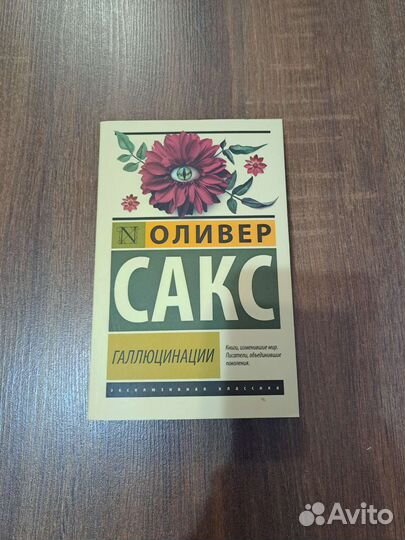 N ОЛИВЕР
САКС
ГАЛЛЮЦИНАЦИИ
Книги, изменившие мир.
Писатели, объединившие
поколения.
ЭКСКЛЮЗИВНАЯ КЛАССИКА
Avito